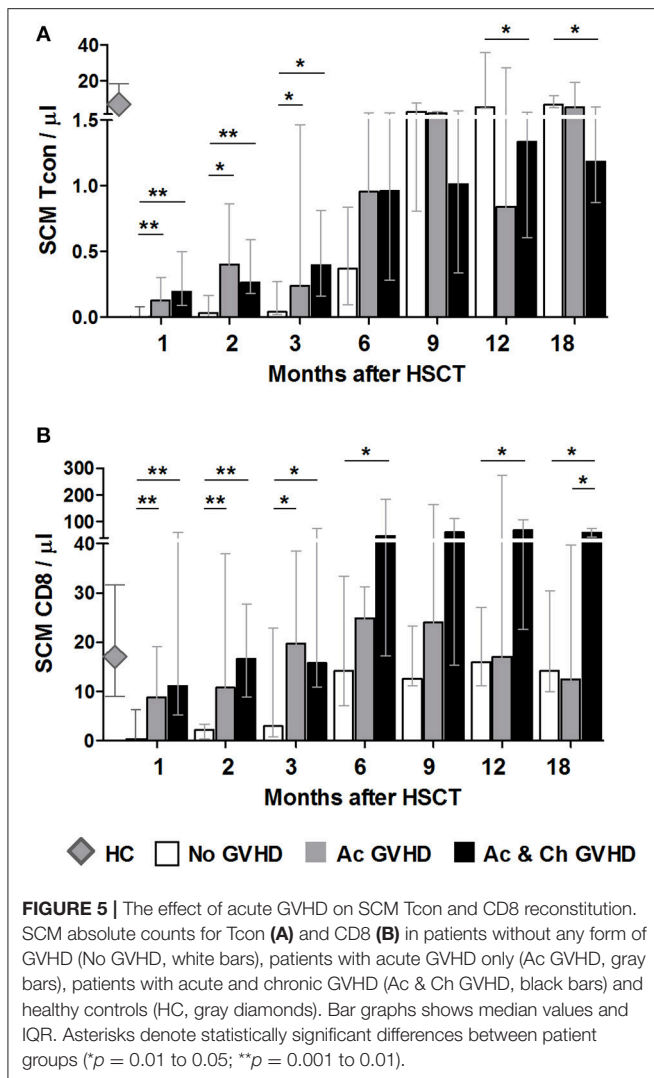 A
SCM Tcon / µl
40
20
1.5
1.0
0.5
0.0
** **
** *
* *
*
*
1 2 3 6 9 12 18
Months after HSCT
B
SCM CD8 / µl
300
200
100
40
30
20
10
0
** **
** **
* *
*
*
* *
1 2 3 6 9 12 18
Months after HSCT
HC No GVHD Ac GVHD Ac & Ch GVHD
FIGURE 5 | The effect of acute GVHD on SCM Tcon and CD8 reconstitution.
SCM absolute counts for Tcon (A) and CD8 (B) in patients without any form of
GVHD (No GVHD, white bars), patients with acute GVHD only (Ac GVHD, gray
bars), patients with acute and chronic GVHD (Ac & Ch GVHD, black bars) and
healthy controls (HC, gray diamonds). Bar graphs shows median values and
IQR. Asterisks denote statistically significant differences between patient
groups (*p = 0.01 to 0.05; **p = 0.001 to 0.01).